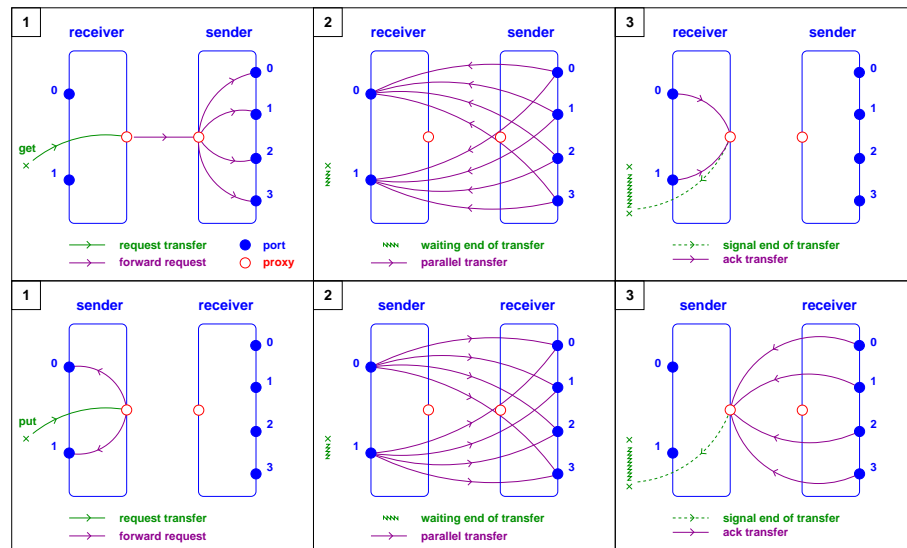 1
receiver sender
0
0
1
get
2
1
3
request transfer port
forward request proxy
2
receiver sender
0
0
1
2
x
z
z
z
1
3
waiting end of transfer
parallel transfer
3
receiver sender
0
0
1
2
1
3
signal end of transfer
ack transfer
1
sender receiver
0
0
1
put
2
1
3
request transfer
forward request
2
sender receiver
0
0
1
2
x
z
z
z
1
3
waiting end of transfer
parallel transfer
3
sender receiver
0
0
1
2
1
3
signal end of transfer
ack transfer